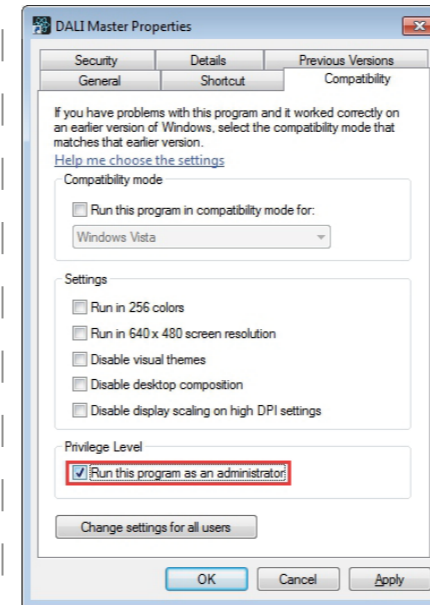 DALI Master Properties
Security Details Previous Versions
General Shortcut Compatibility
If you have problems with this program and it worked correctly on
an earlier version of Windows, select the compatibility mode that
matches that earlier version.
Help me choose the settings
Compatibility mode
Run this program in compatibility mode for:
Windows Vista
Settings
Run in 256 colors
Run in 640 x 480 screen resolution
Disable visual themes
Disable desktop composition
Disable display scaling on high DPI settings
Privilege Level
Run this program as an administrator
Change settings for all users
OK Cancel Apply